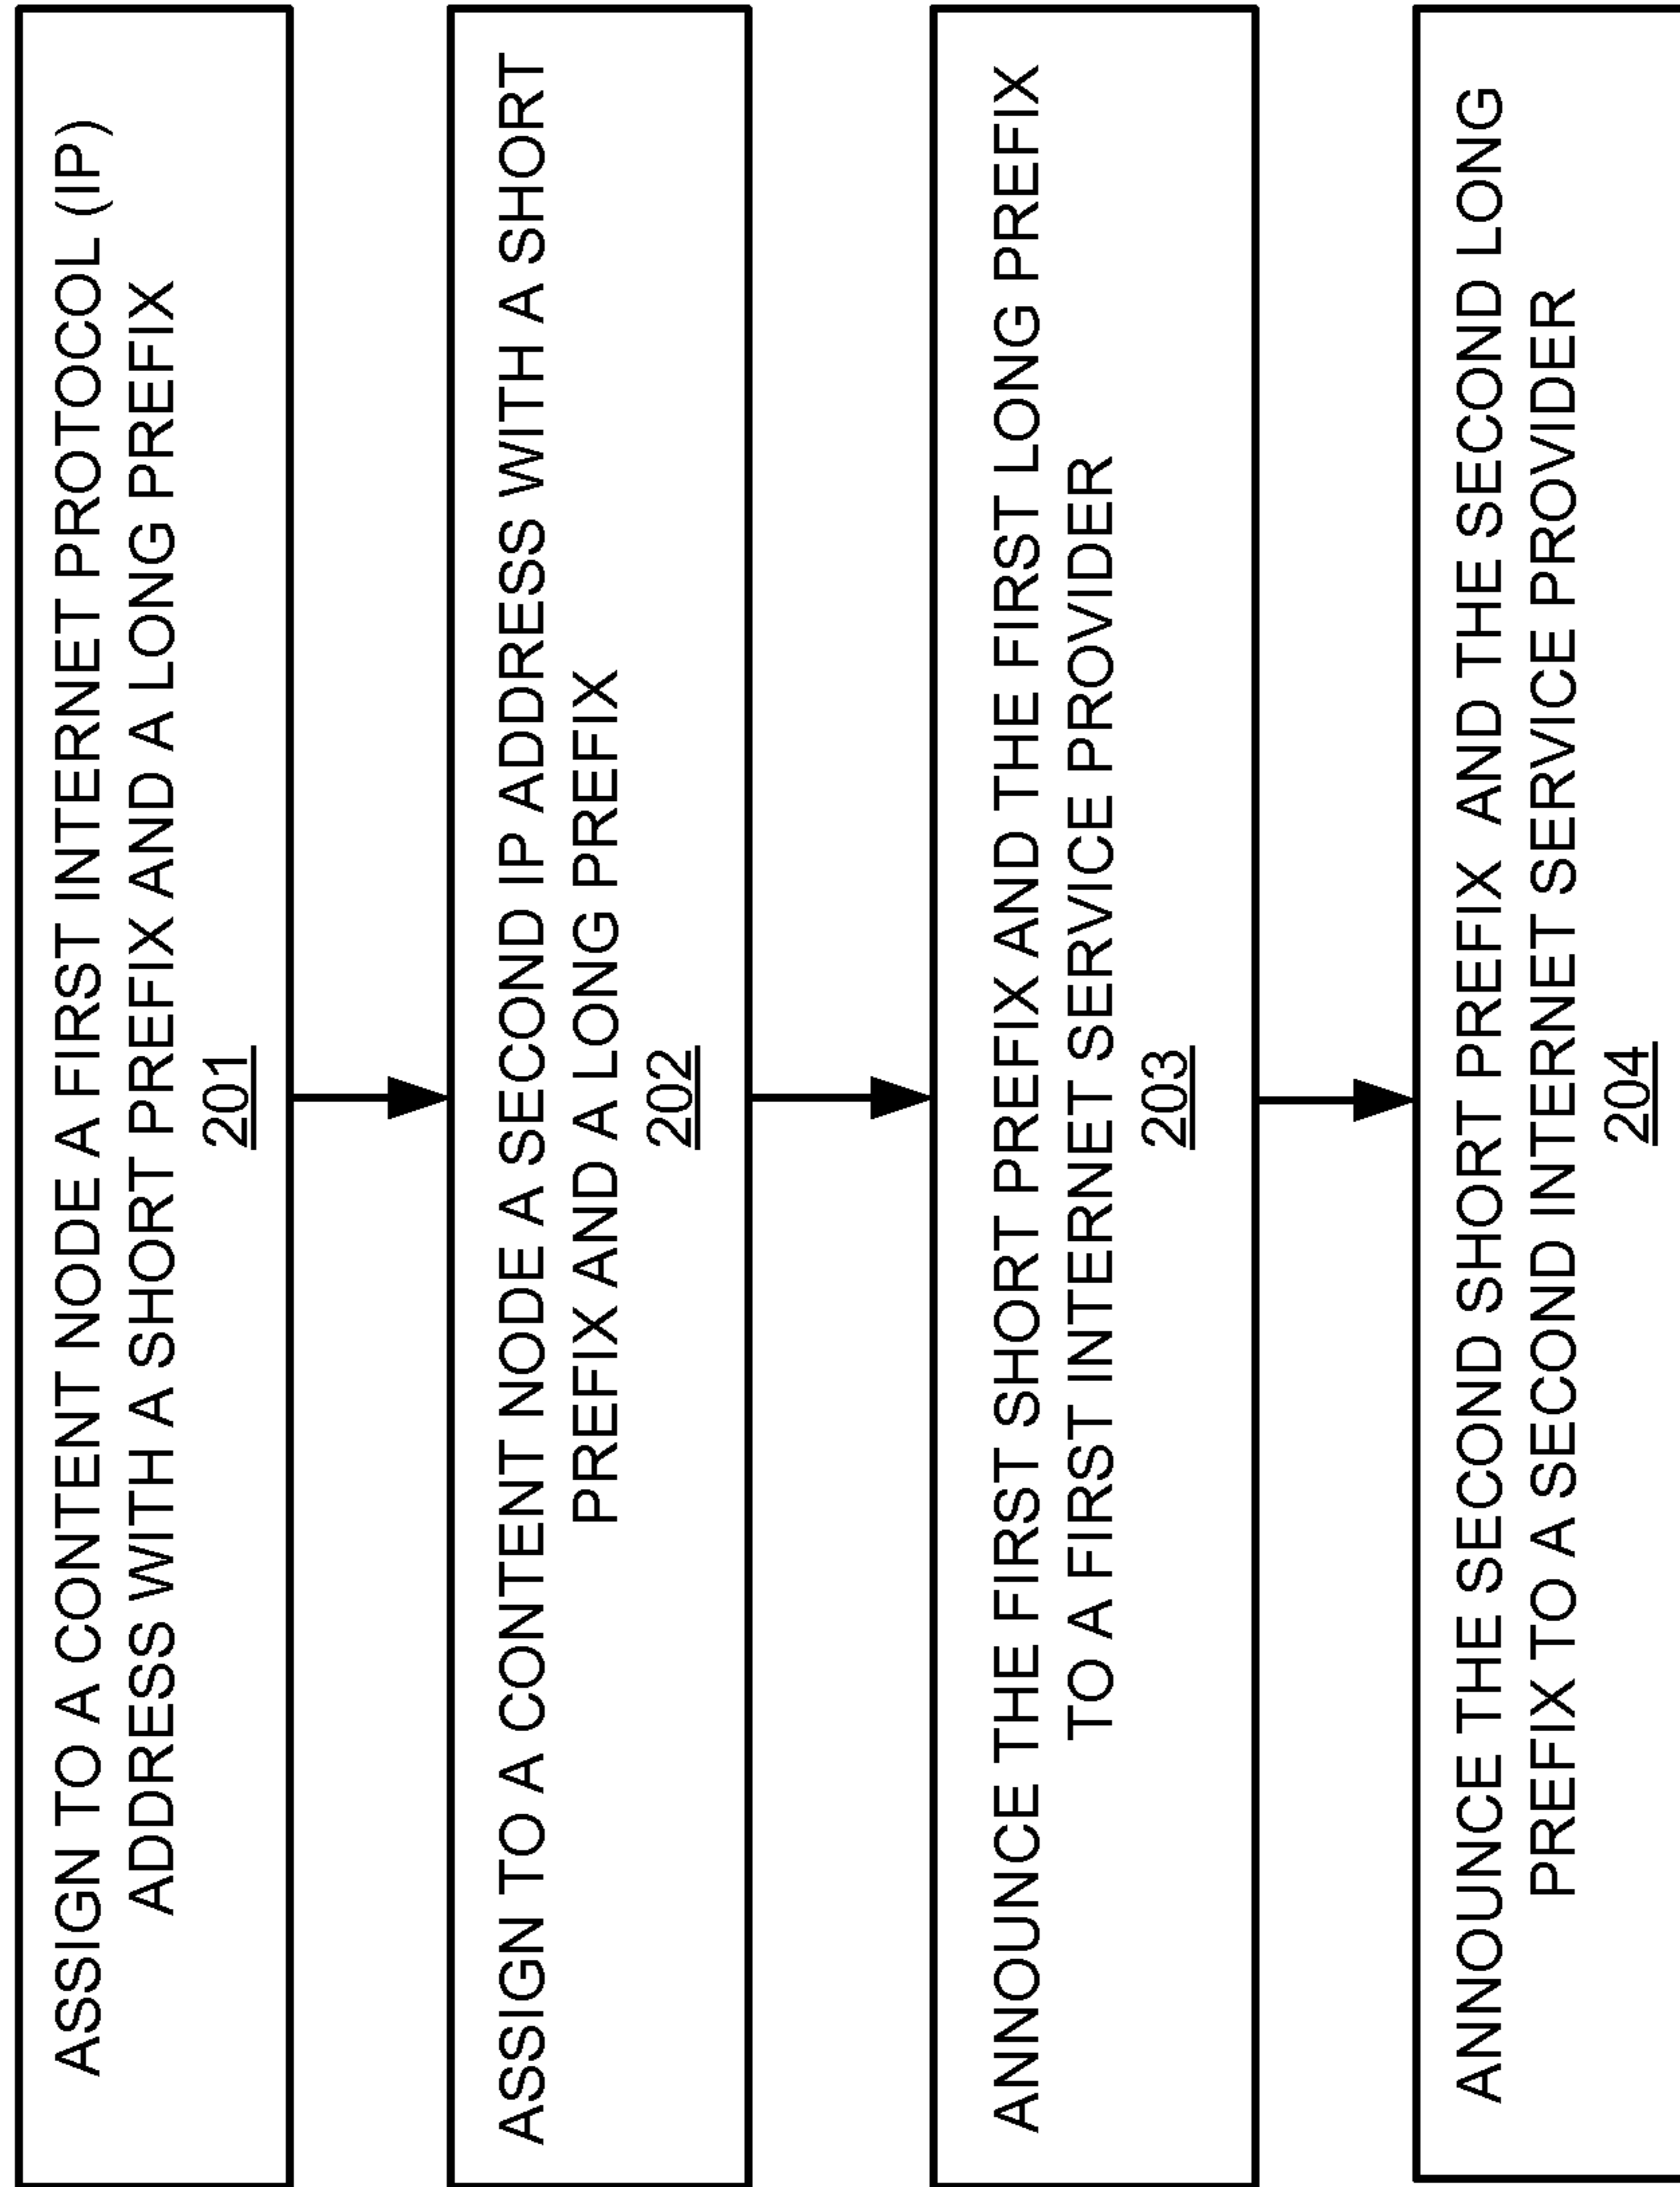 ASSIGN TO A CONTENT NODE A FIRST INTERNET PROTOCOL (IP)
ADDRESS WITH A SHORT PREFIX AND A LONG PREFIX
201
ASSIGN TO A CONTENT NODE A SECOND IP ADDRESS WITH A SHORT
PREFIX AND A LONG PREFIX
202
ANNOUNCE THE FIRST SHORT PREFIX AND THE FIRST LONG PREFIX
TO A FIRST INTERNET SERVICE PROVIDER
203
ANNOUNCE THE SECOND SHORT PREFIX AND THE SECOND LONG
PREFIX TO A SECOND INTERNET SERVICE PROVIDER
204